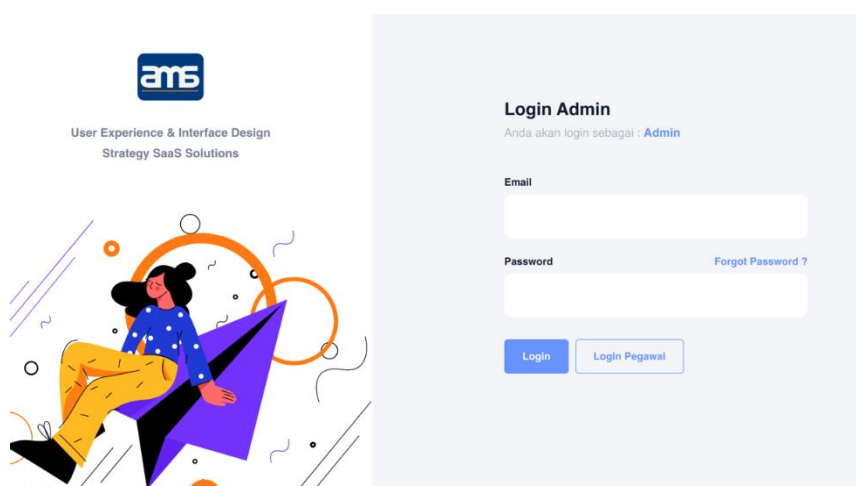 ams
User Experience & Interface Design
Strategy SaaS Solutions
Login Admin
Anda akan login sebagai : Admin
Email
Password
Forgot Password ?
Login
Login Pegawai